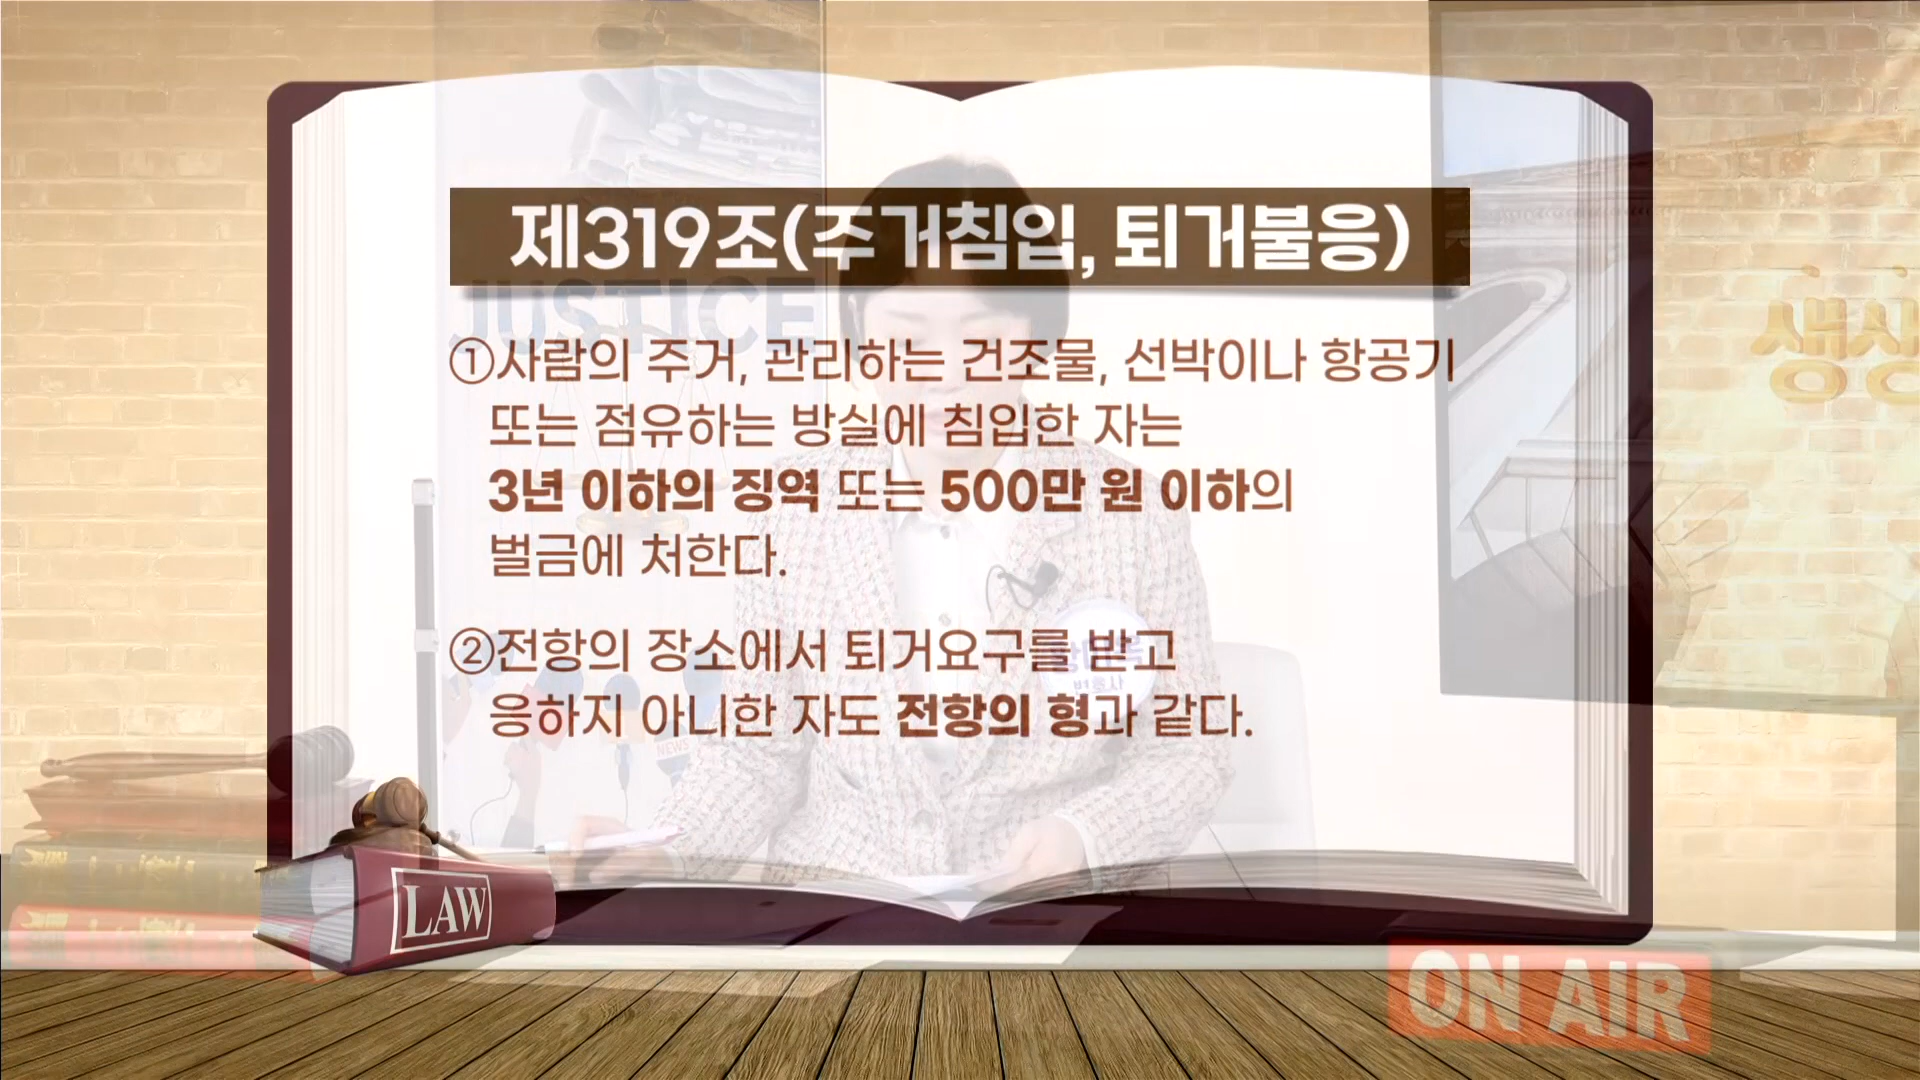 제319조(주거침입, 퇴거불응)
JUSTICE
①사람의 주거, 관리하는 건조물, 선박이나 항공기
또는 점유하는 방실에 침입한 자는
3년 이하의 징역 또는 500만 원 이하의
벌금에 처한다.
②전항의 장소에서 퇴거요구를 받고
응하지 아니한 자도 전항의 형과 같다.
NEWS
LAW
ON AIR